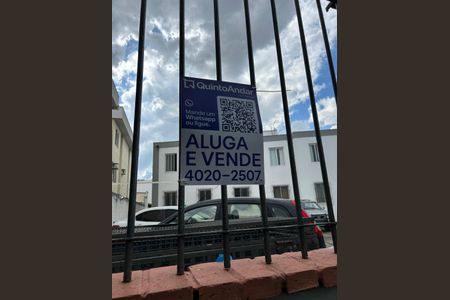 QuintoAndar
Mande um
Whatsapp
ou ligue.
ALUGA
E VENDE
4020-2507